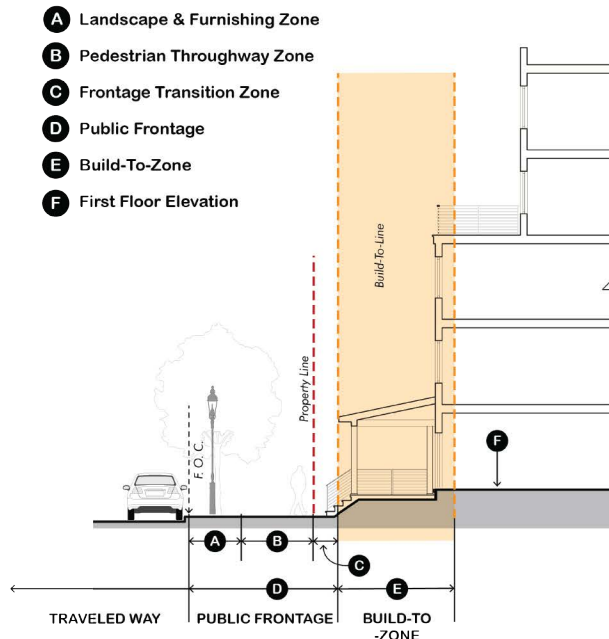 A Landscape & Furnishing Zone
B Pedestrian Throughway Zone
C Frontage Transition Zone
D Public Frontage
E Build-To-Zone
F First Floor Elevation
Build-To-Line
Property Line
F. O. C.
F
A
B
C
D
E
TRAVELED WAY
PUBLIC FRONTAGE
BUILD-TO
-ZONE